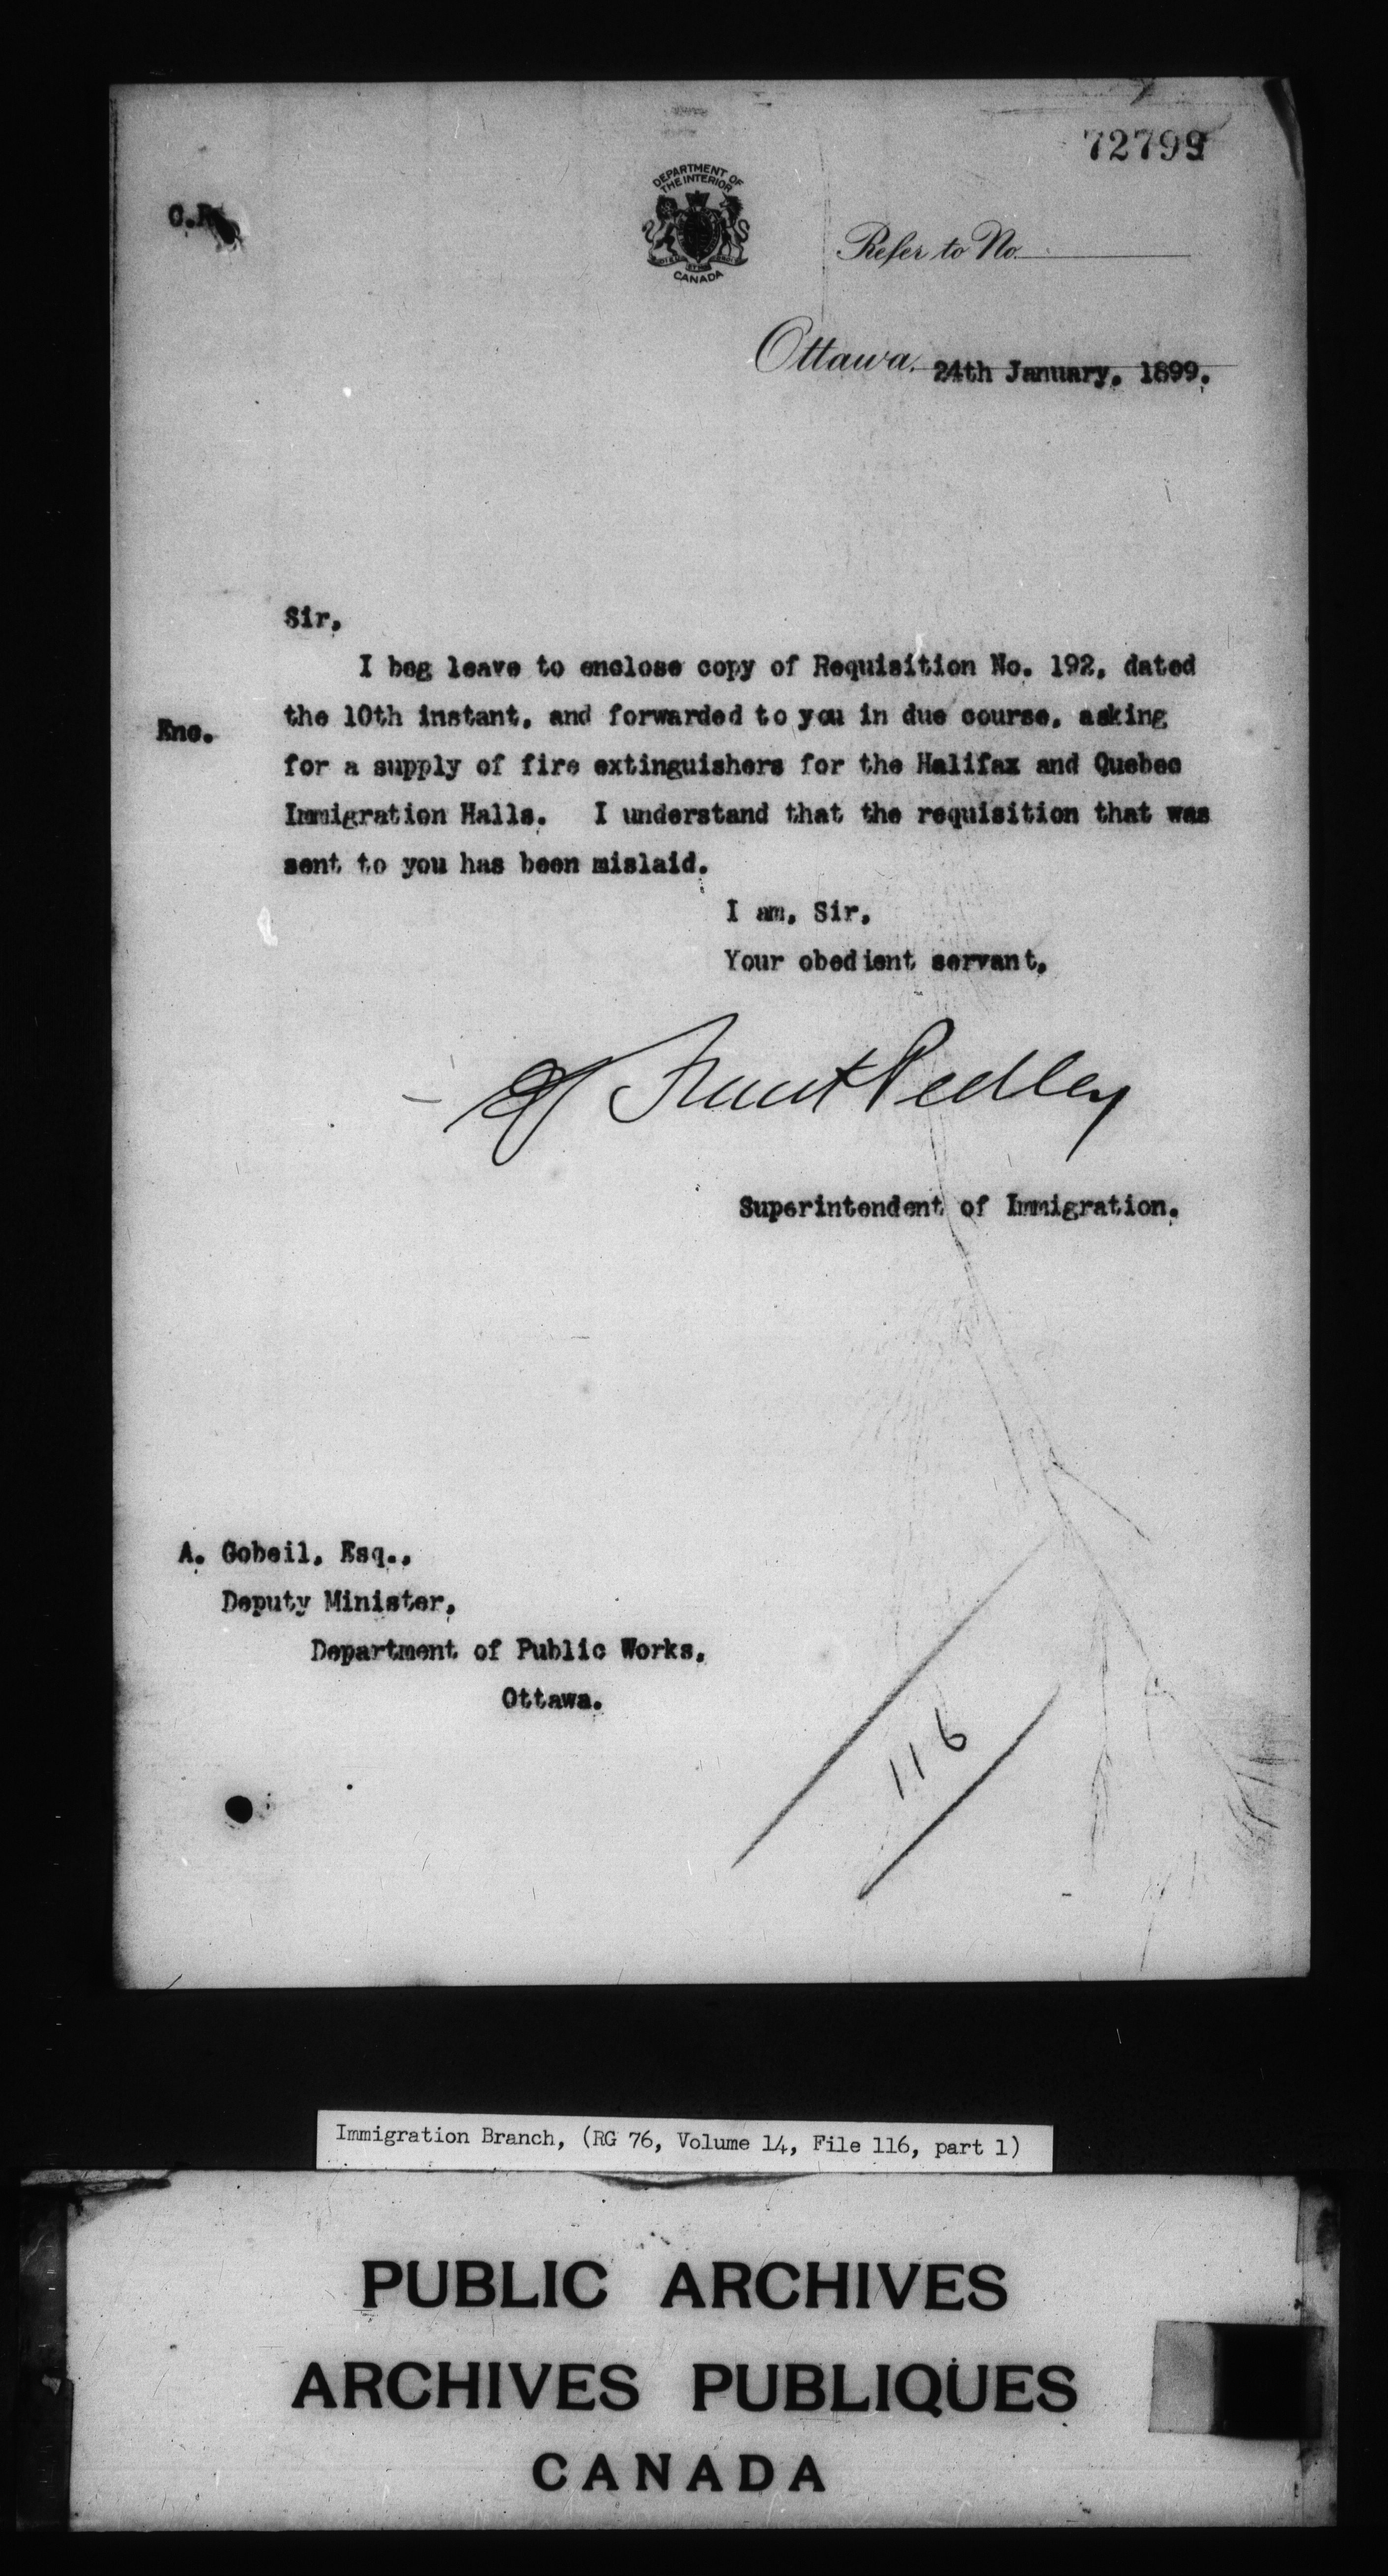 72799
C.R.
DEPARTMENT OF
THE INTERIOR
CANADA
Refer to No.
Ottawa, 24th January, 1899.
Sir,
I beg leave to enclose copy of Requisition No. 192, dated
Enc.
the 10th instant, and forwarded to you in due course, asking
for a supply of fire extinguishers for the Halifax and Quebec
Immigration Halls. I understand that the requisition that was
sent to you has been mislaid.
I am, Sir,
Your obedient servant,
Frank Pedley
Superintendent of Immigration.
A. Gobeil, Esq.,
Deputy Minister,
Department of Public Works,
Ottawa.
116
Immigration Branch, (RG 76, Volume 14, File 116, part 1)
PUBLIC ARCHIVES
ARCHIVES PUBLIQUES
CANADA